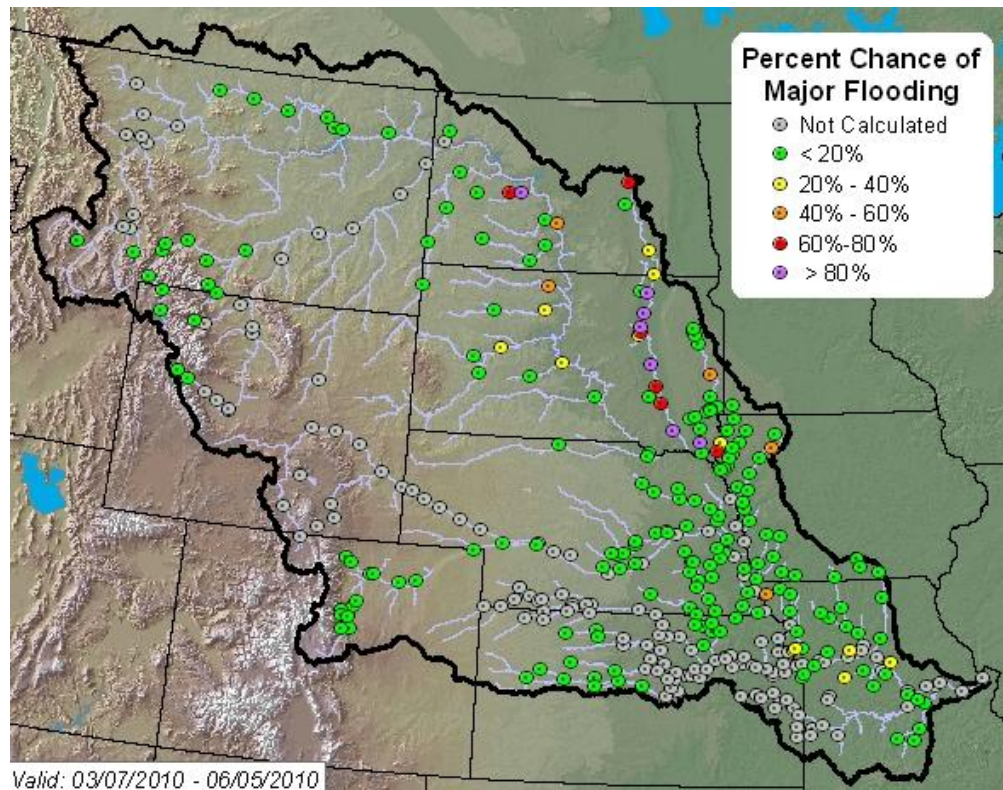 Percent Chance of
Major Flooding
Not Calculated
< 20%
20% - 40%
40% - 60%
60%-80%
> 80%
Valid: 03/07/2010 - 06/05/2010